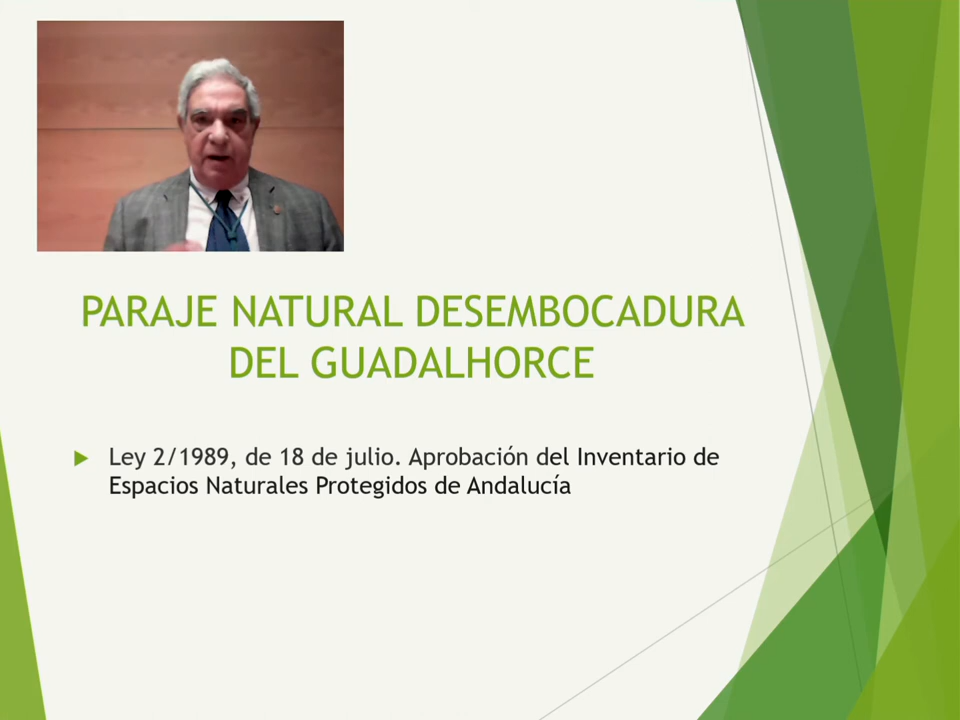 PARAJE NATURAL DESEMBOCADURA
DEL GUADALHORCE
Ley 2/1989, de 18 de julio. Aprobación del Inventario de
Espacios Naturales Protegidos de Andalucía